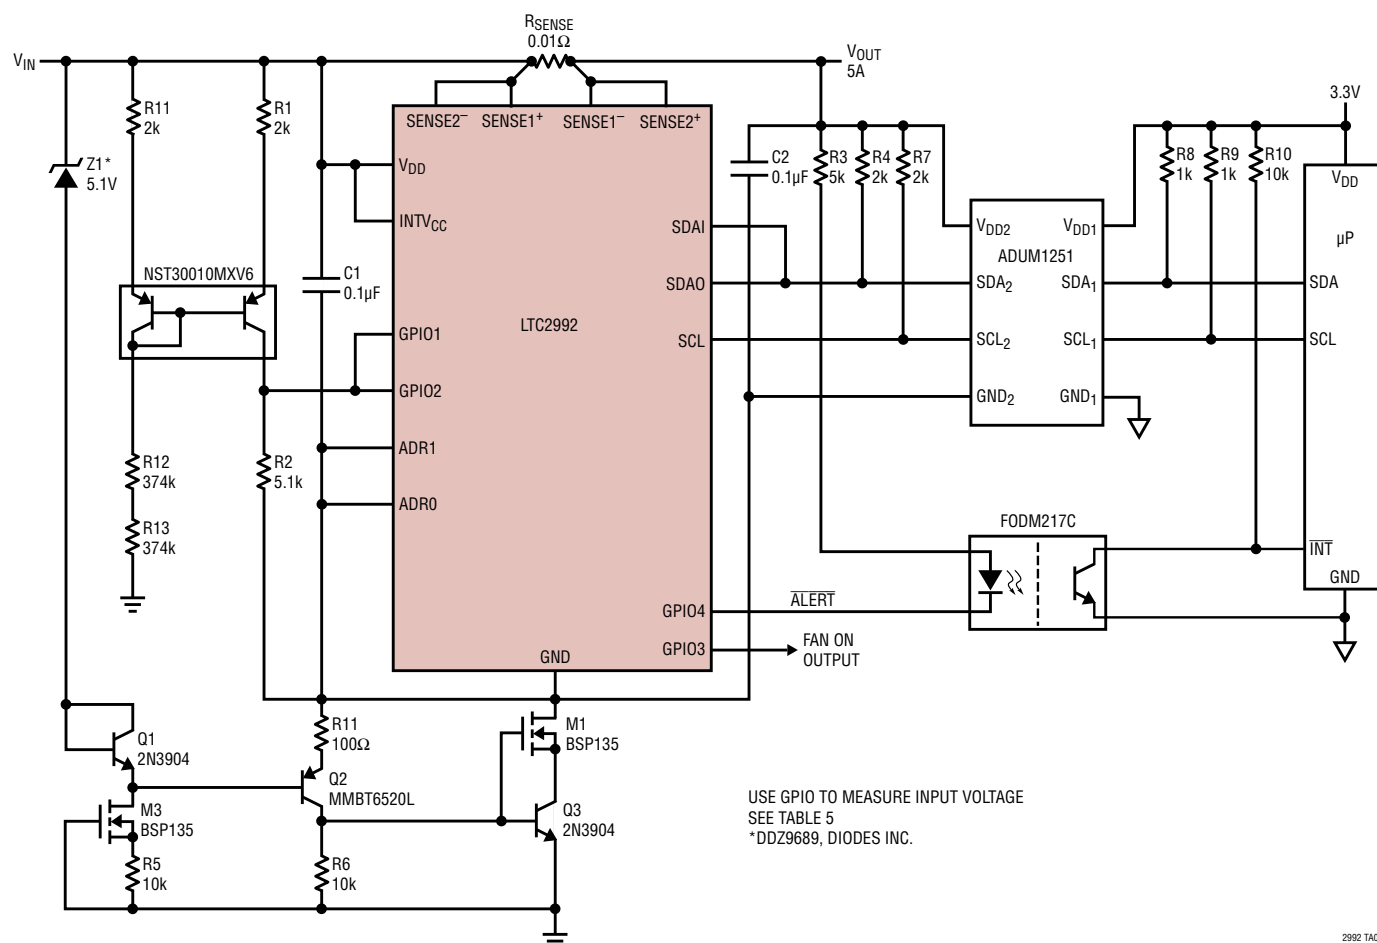 RSENSE
0.01Ω
VIN
VOUT
5A
R11
2k
R1
2k
Z1*
5.1V
NST30010MXV6
C1
0.1µF
R12
374k
R13
374k
R2
5.1k
SENSE2–
SENSE1+
SENSE1–
SENSE2+
VDD
INTVCC
GPIO1
GPIO2
ADR1
ADR0
LTC2992
SDAI
SDAO
SCL
GPIO4
GPIO3
GND
C2
0.1µF
R3
5k
R4
2k
R7
2k
VDD2
VDD1
ADUM1251
SDA2
SDA1
SCL2
SCL1
GND2
GND1
3.3V
R8
1k
R9
1k
R10
10k
VDD
µP
SDA
SCL
INT
GND
FODM217C
ALERT
FAN ON
OUTPUT
Q1
2N3904
M3
BSP135
R5
10k
R11
100Ω
Q2
MMBT6520L
R6
10k
M1
BSP135
Q3
2N3904
USE GPIO TO MEASURE INPUT VOLTAGE
SEE TABLE 5
*DDZ9689, DIODES INC.